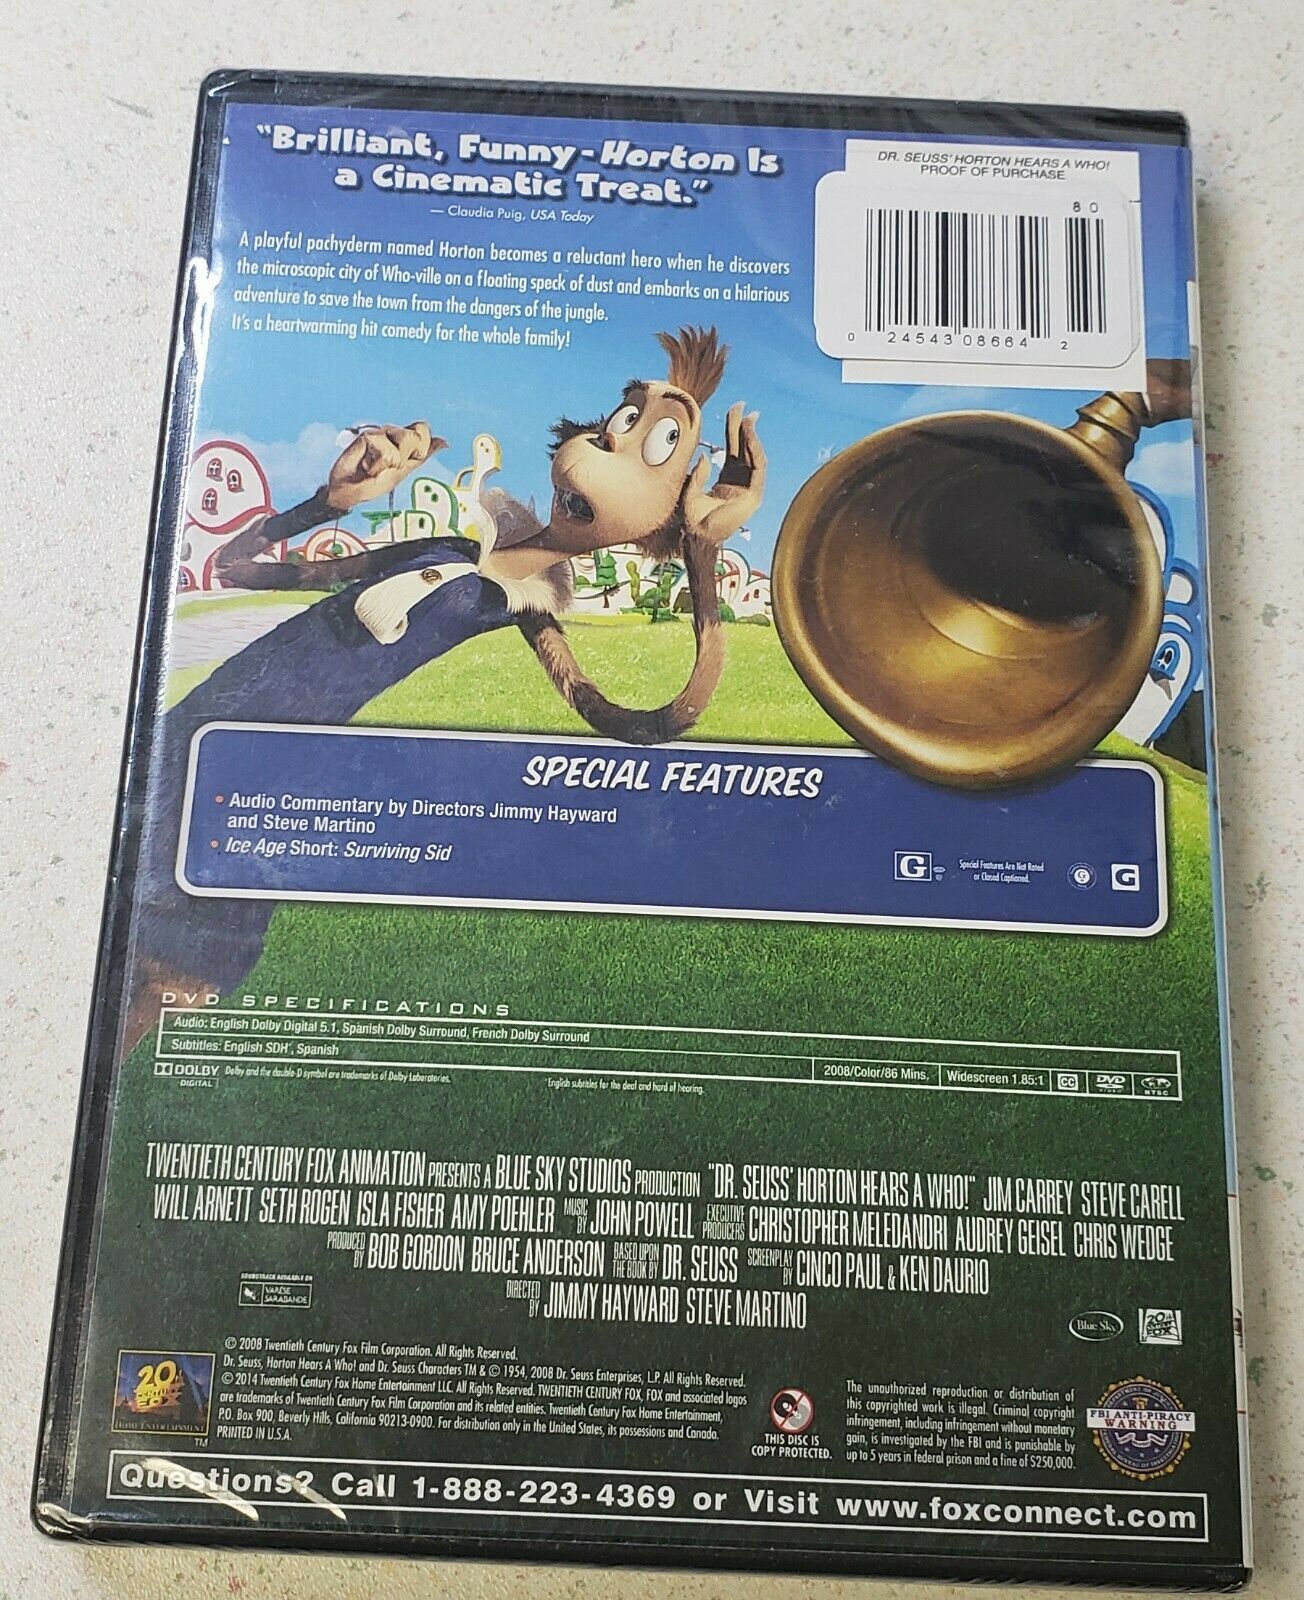 "Brilliant, Funny-Horton Is
a Cinematic Treat."
— Claudia Puig, USA Today
A playful pachyderm named Horton becomes a reluctant hero when he discovers
the microscopic city of Who-ville on a floating speck of dust and embarks on a hilarious
adventure to save the town from the dangers of the jungle.
It's a heartwarming hit comedy for the whole family!
DR. SEUSS' HORTON HEARS A WHO!
PROOF OF PURCHASE
80
0 24543 08664 2
SPECIAL FEATURES
• Audio Commentary by Directors Jimmy Hayward
and Steve Martino
• Ice Age Short: Surviving Sid
G
Special Features Are Not Rated
or Closed Captioned.
G
G
DVD SPECIFICATIONS
Audio: English Dolby Digital 5.1, Spanish Dolby Surround, French Dolby Surround
Subtitles: English SDH*, Spanish
DOLBY
DIGITAL
Dolby and the double-D symbol are trademarks of Dolby Laboratories.
*English subtitles for the deaf and hard of hearing.
2008/Color/86 Mins.
Widescreen 1.85:1
CC
DVD
VIDEO
NTSC
TWENTIETH CENTURY FOX ANIMATION PRESENTS A BLUE SKY STUDIOS PRODUCTION "DR. SEUSS' HORTON HEARS A WHO!" JIM CARREY STEVE CARELL
WILL ARNETT SETH ROGEN ISLA FISHER AMY POEHLER MUSIC BY JOHN POWELL EXECUTIVE PRODUCERS CHRISTOPHER MELEDANDRI AUDREY GEISEL CHRIS WEDGE
PRODUCED BY BOB GORDON BRUCE ANDERSON BASED UPON THE BOOK BY DR. SEUSS SCREENPLAY BY CINCO PAUL & KEN DAURIO
DIRECTED BY JIMMY HAYWARD STEVE MARTINO
SOUNDTRACK AVAILABLE ON
VARÈSE
SARABANDE
Blue Sky
20th
CENTURY
FOX
© 2008 Twentieth Century Fox Film Corporation. All Rights Reserved.
Dr. Seuss, Horton Hears A Who! and Dr. Seuss Characters TM & © 1954, 2008 Dr. Seuss Enterprises, L.P. All Rights Reserved.
© 2014 Twentieth Century Fox Home Entertainment LLC. All Rights Reserved. TWENTIETH CENTURY FOX, FOX and associated logos
are trademarks of Twentieth Century Fox Film Corporation and its related entities. Twentieth Century Fox Home Entertainment,
P.O. Box 900, Beverly Hills, California 90213-0900. For distribution only in the United States, its possessions and Canada.
PRINTED IN U.S.A.
20th
CENTURY
FOX
HOME ENTERTAINMENT
TM
THIS DISC IS
COPY PROTECTED.
The unauthorized reproduction or distribution of
this copyrighted work is illegal. Criminal copyright
infringement, including infringement without monetary
gain, is investigated by the FBI and is punishable by
up to 5 years in federal prison and a fine of $250,000.
FBI ANTI-PIRACY
WARNING
Questions? Call 1-888-223-4369 or Visit www.foxconnect.com